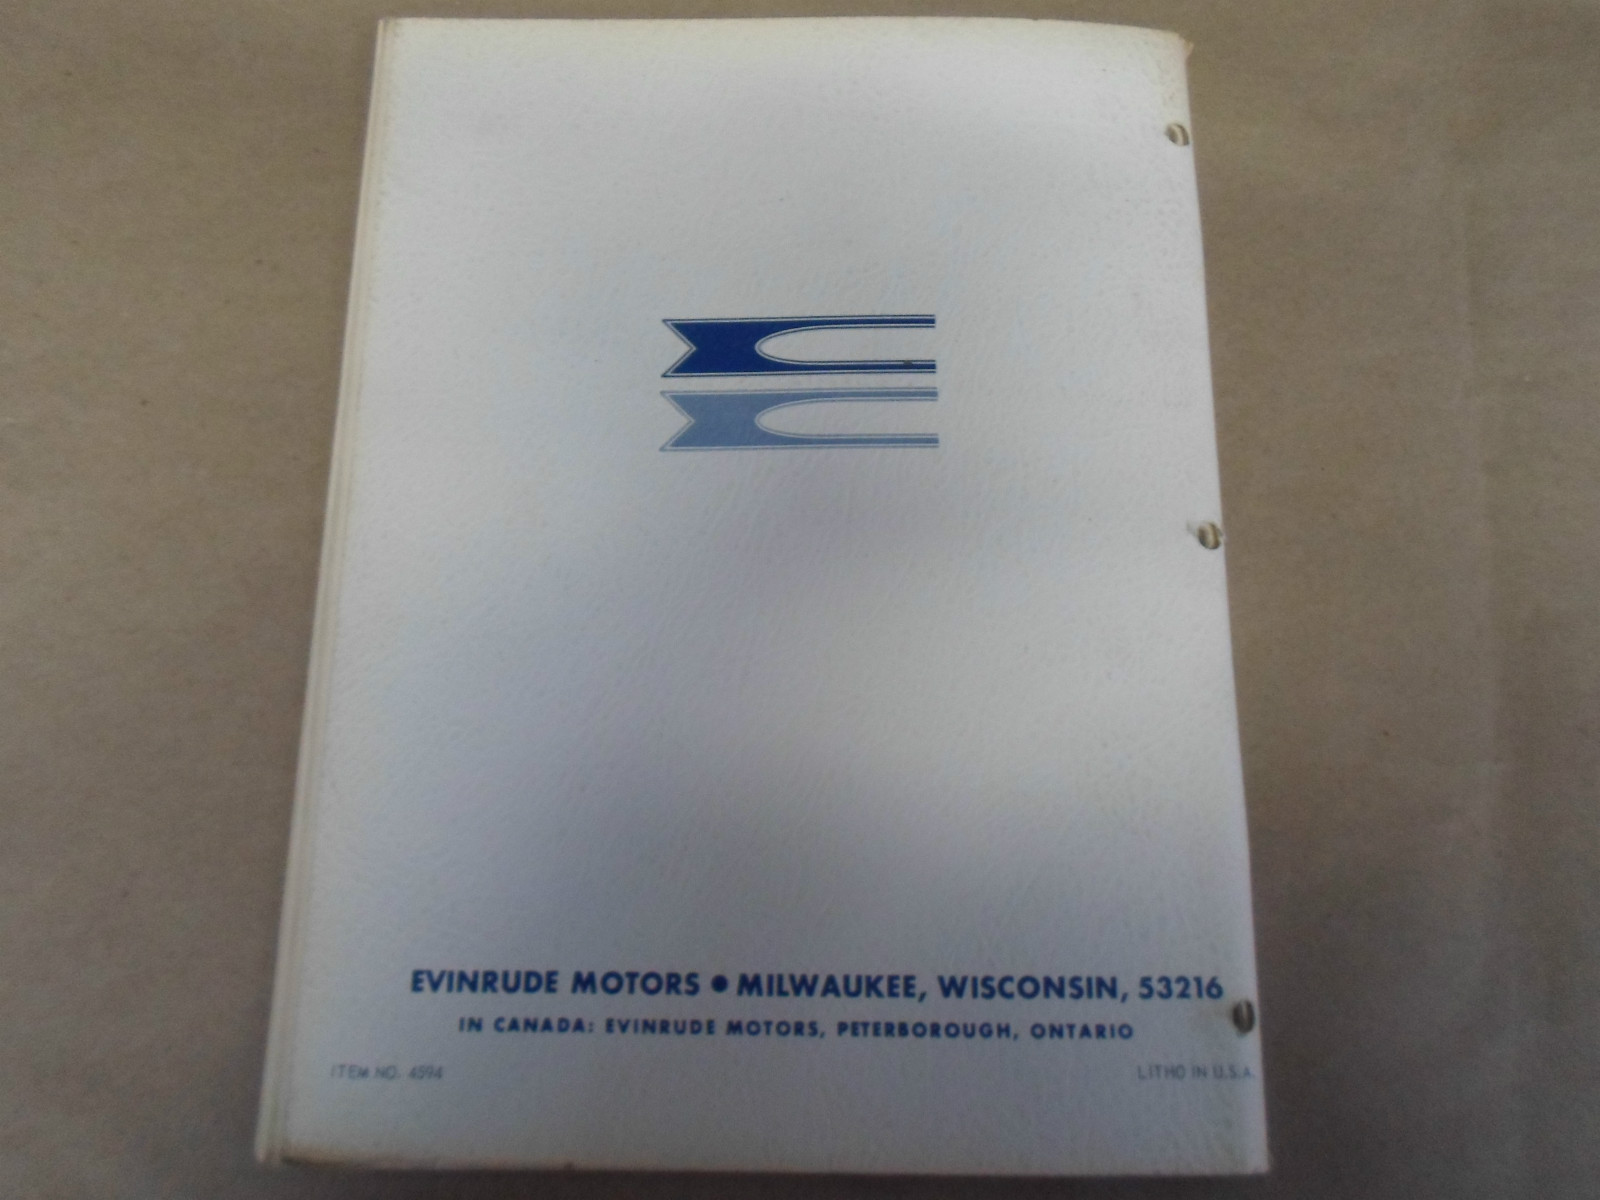 EVINRUDE MOTORS • MILWAUKEE, WISCONSIN, 53216
IN CANADA: EVINRUDE MOTORS, PETERBOROUGH, ONTARIO
ITEM NO. 4594
LITHO IN U.S.A.